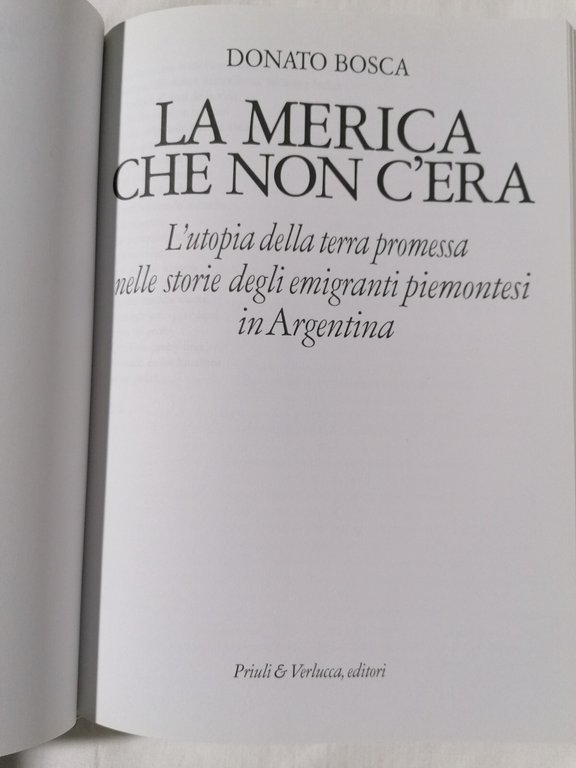 DONATO BOSCA
LA MERICA
CHE NON C'ERA
L'utopia della terra promessa
nelle storie degli emigranti piemontesi
in Argentina
Priuli & Verlucca, editori